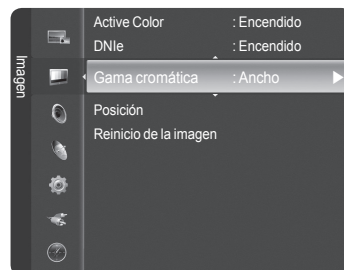 Imagen
Active Color : Encendido
DNIe : Encendido
Gama cromática : Ancho
Posición
Reinicio de la imagen